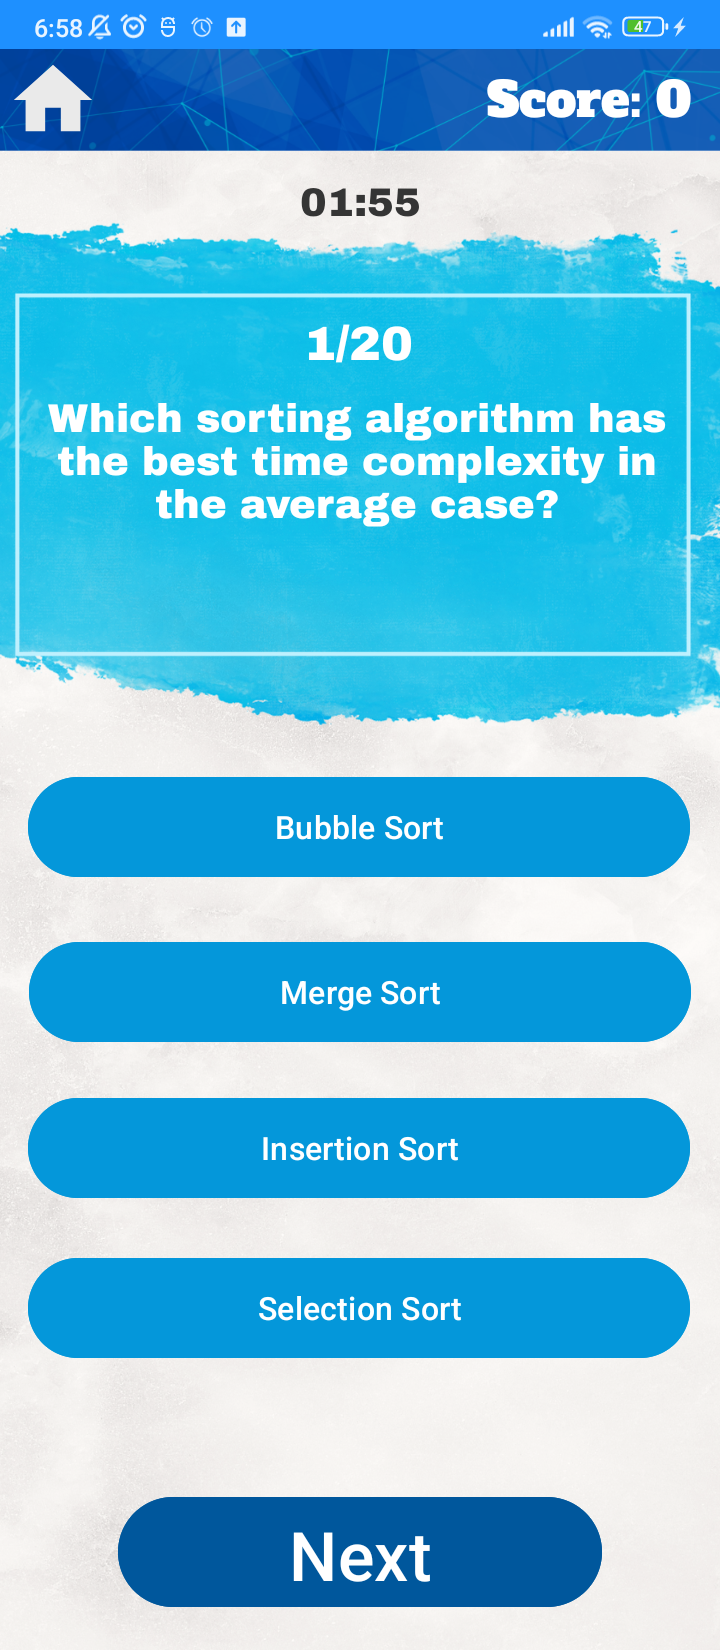 6:58
47
Score: 0
01:55
1/20
Which sorting algorithm has
the best time complexity in
the average case?
Bubble Sort
Merge Sort
Insertion Sort
Selection Sort
Next